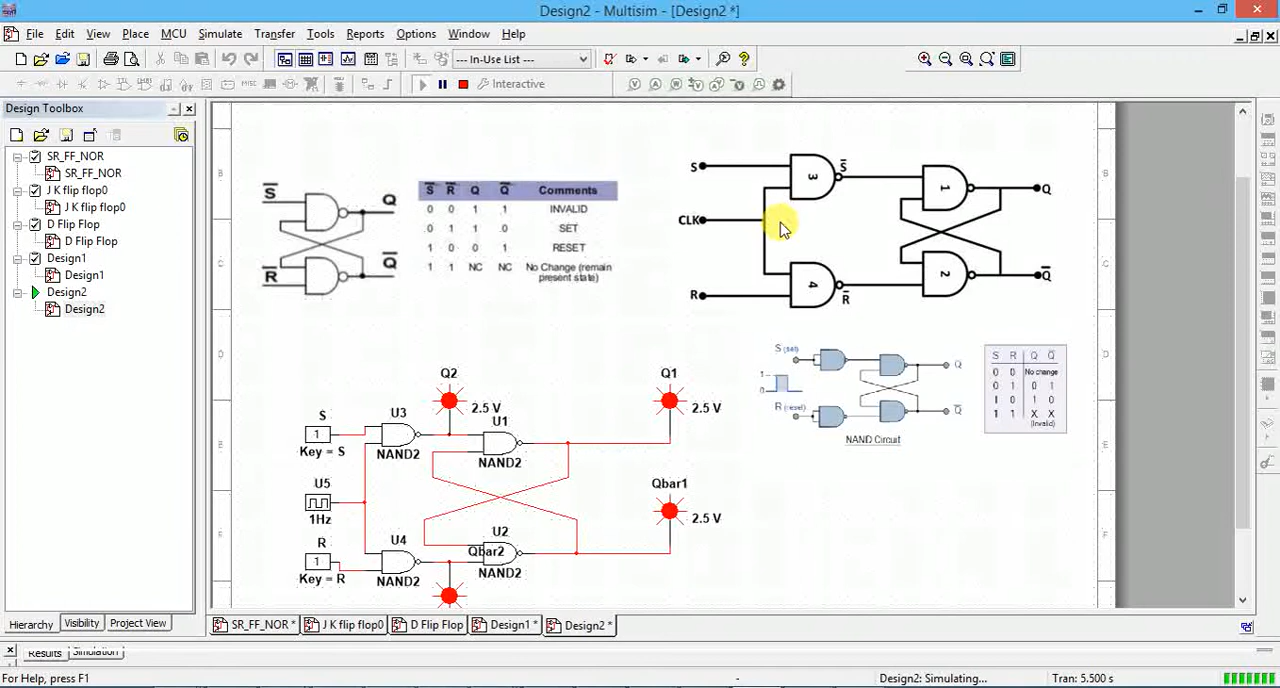 Design2 - Multisim - [Design2 *]
File Edit View Place MCU Simulate Transfer Tools Reports Options Window Help
--- In-Use List ---
Interactive
Design Toolbox
SR_FF_NOR
SR_FF_NOR
J K flip flop0
J K flip flop0
D Flip Flop
D Flip Flop
Design1
Design1
Design2
Design2
Hierarchy Visibility Project View
S̅ Q
R̅ Q̅
S̅ R̅ Q Q̅ Comments
0 0 1 1 INVALID
0 1 1 0 SET
1 0 0 1 RESET
1 1 NC NC No Change (remain
present state)
S 3 S̅ 1 Q
CLK
R 4 R̅ 2 Q̅
S (set) Q
1
0
R (reset) Q̅
NAND Circuit
S R Q Q̅
0 0 No change
0 1 0 1
1 0 1 0
1 1 X X
(Invalid)
Q2 Q1
2.5 V 2.5 V
S U3 U1
1
Key = S NAND2 NAND2
U5 Qbar1
1Hz 2.5 V
R U4 U2
1 Qbar2
Key = R NAND2 NAND2
SR_FF_NOR * J K flip flop0 D Flip Flop Design1 * Design2 *
Results Simulation
For Help, press F1 - Design2: Simulating... Tran: 5.500 s